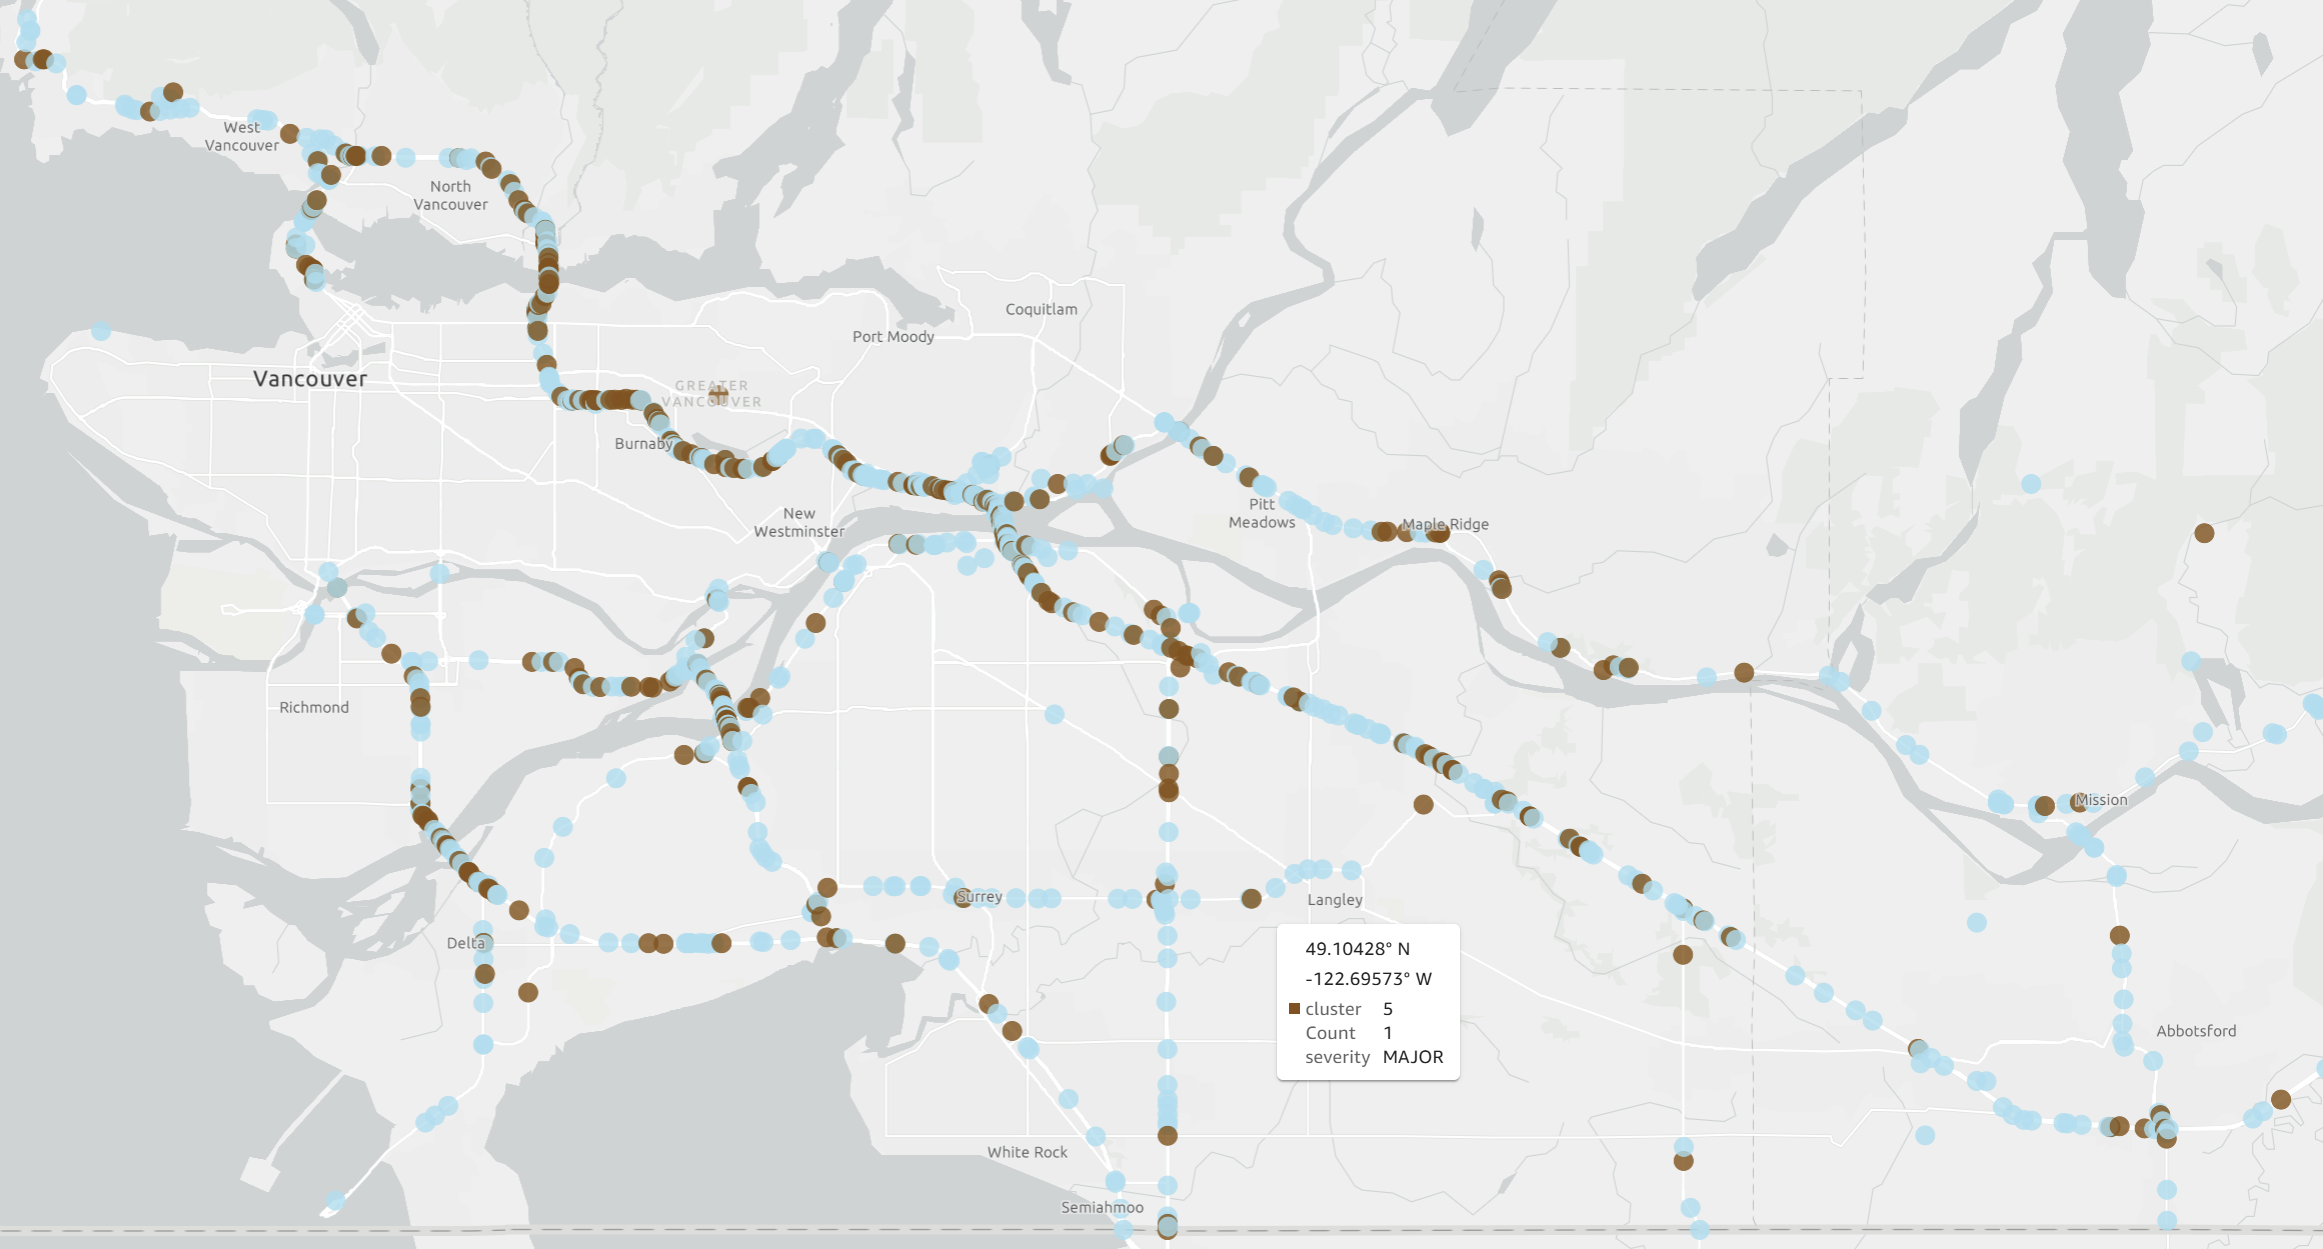 West
Vancouver
North
Vancouver
Coquitlam
Port Moody
Vancouver
GREATER
VANCOUVER
Burnaby
New
Westminster
Pitt
Meadows
Maple Ridge
Richmond
Mission
Surrey
Langley
Delta
49.10428° N
-122.69573° W
cluster 5
Count 1
severity MAJOR
Abbotsford
White Rock
Semiahmoo